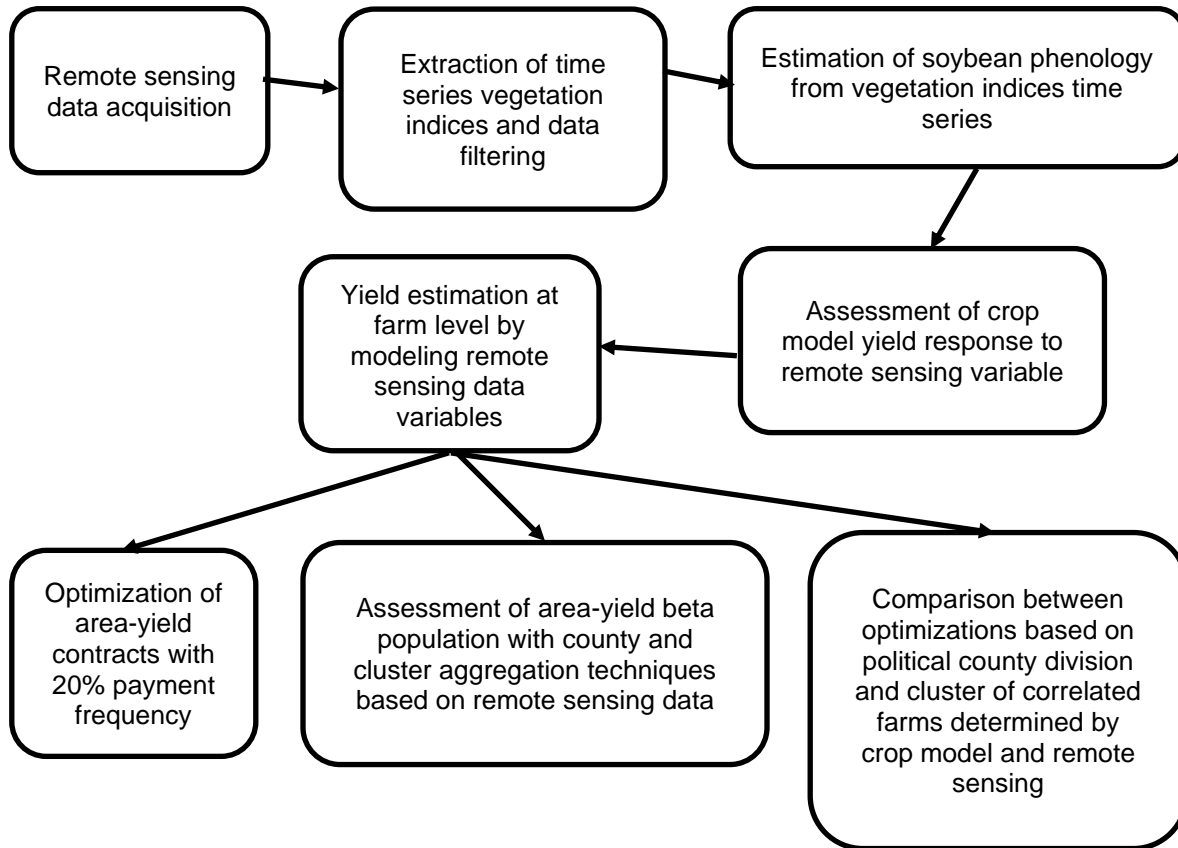 Remote sensing
data acquisition
Extraction of time
series vegetation
indices and data
filtering
Estimation of soybean phenology
from vegetation indices time
series
Assessment of crop
model yield response to
remote sensing variable
Yield estimation at
farm level by
modeling remote
sensing data
variables
Optimization of
area-yield
contracts with
20% payment
frequency
Assessment of area-yield beta
population with county and
cluster aggregation techniques
based on remote sensing data
Comparison between
optimizations based on
political county division
and cluster of correlated
farms determined by
crop model and remote
sensing